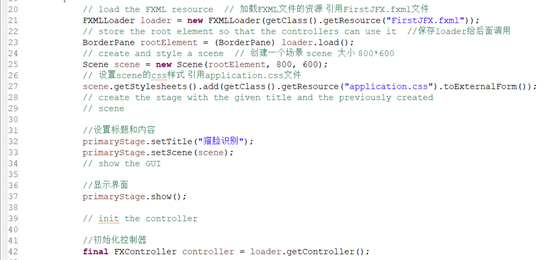 20 // load the FXML resource // 加载FXML文件的资源 引用FirstJFX.fxml文件
21 FXMLLoader loader = new FXMLLoader(getClass().getResource("FirstJFX.fxml"));
22 // store the root element so that the controllers can use it //保存loader给后面调用
23 BorderPane rootElement = (BorderPane) loader.load();
24 // create and style a scene // 创建一个场景 scene 大小 800*600
25 Scene scene = new Scene(rootElement, 800, 600);
26 // 设置scene的css样式 引用application.css文件
27 scene.getStylesheets().add(getClass().getResource("application.css").toExternalForm());
28 // create the stage with the given title and the previously created
29 // scene
30
31 //设置标题和内容
32 primaryStage.setTitle("猫脸识别");
33 primaryStage.setScene(scene);
34 // show the GUI
35
36 //显示界面
37 primaryStage.show();
38
39 // init the controller
40
41 //初始化控制器
42 final FXController controller = loader.getController();